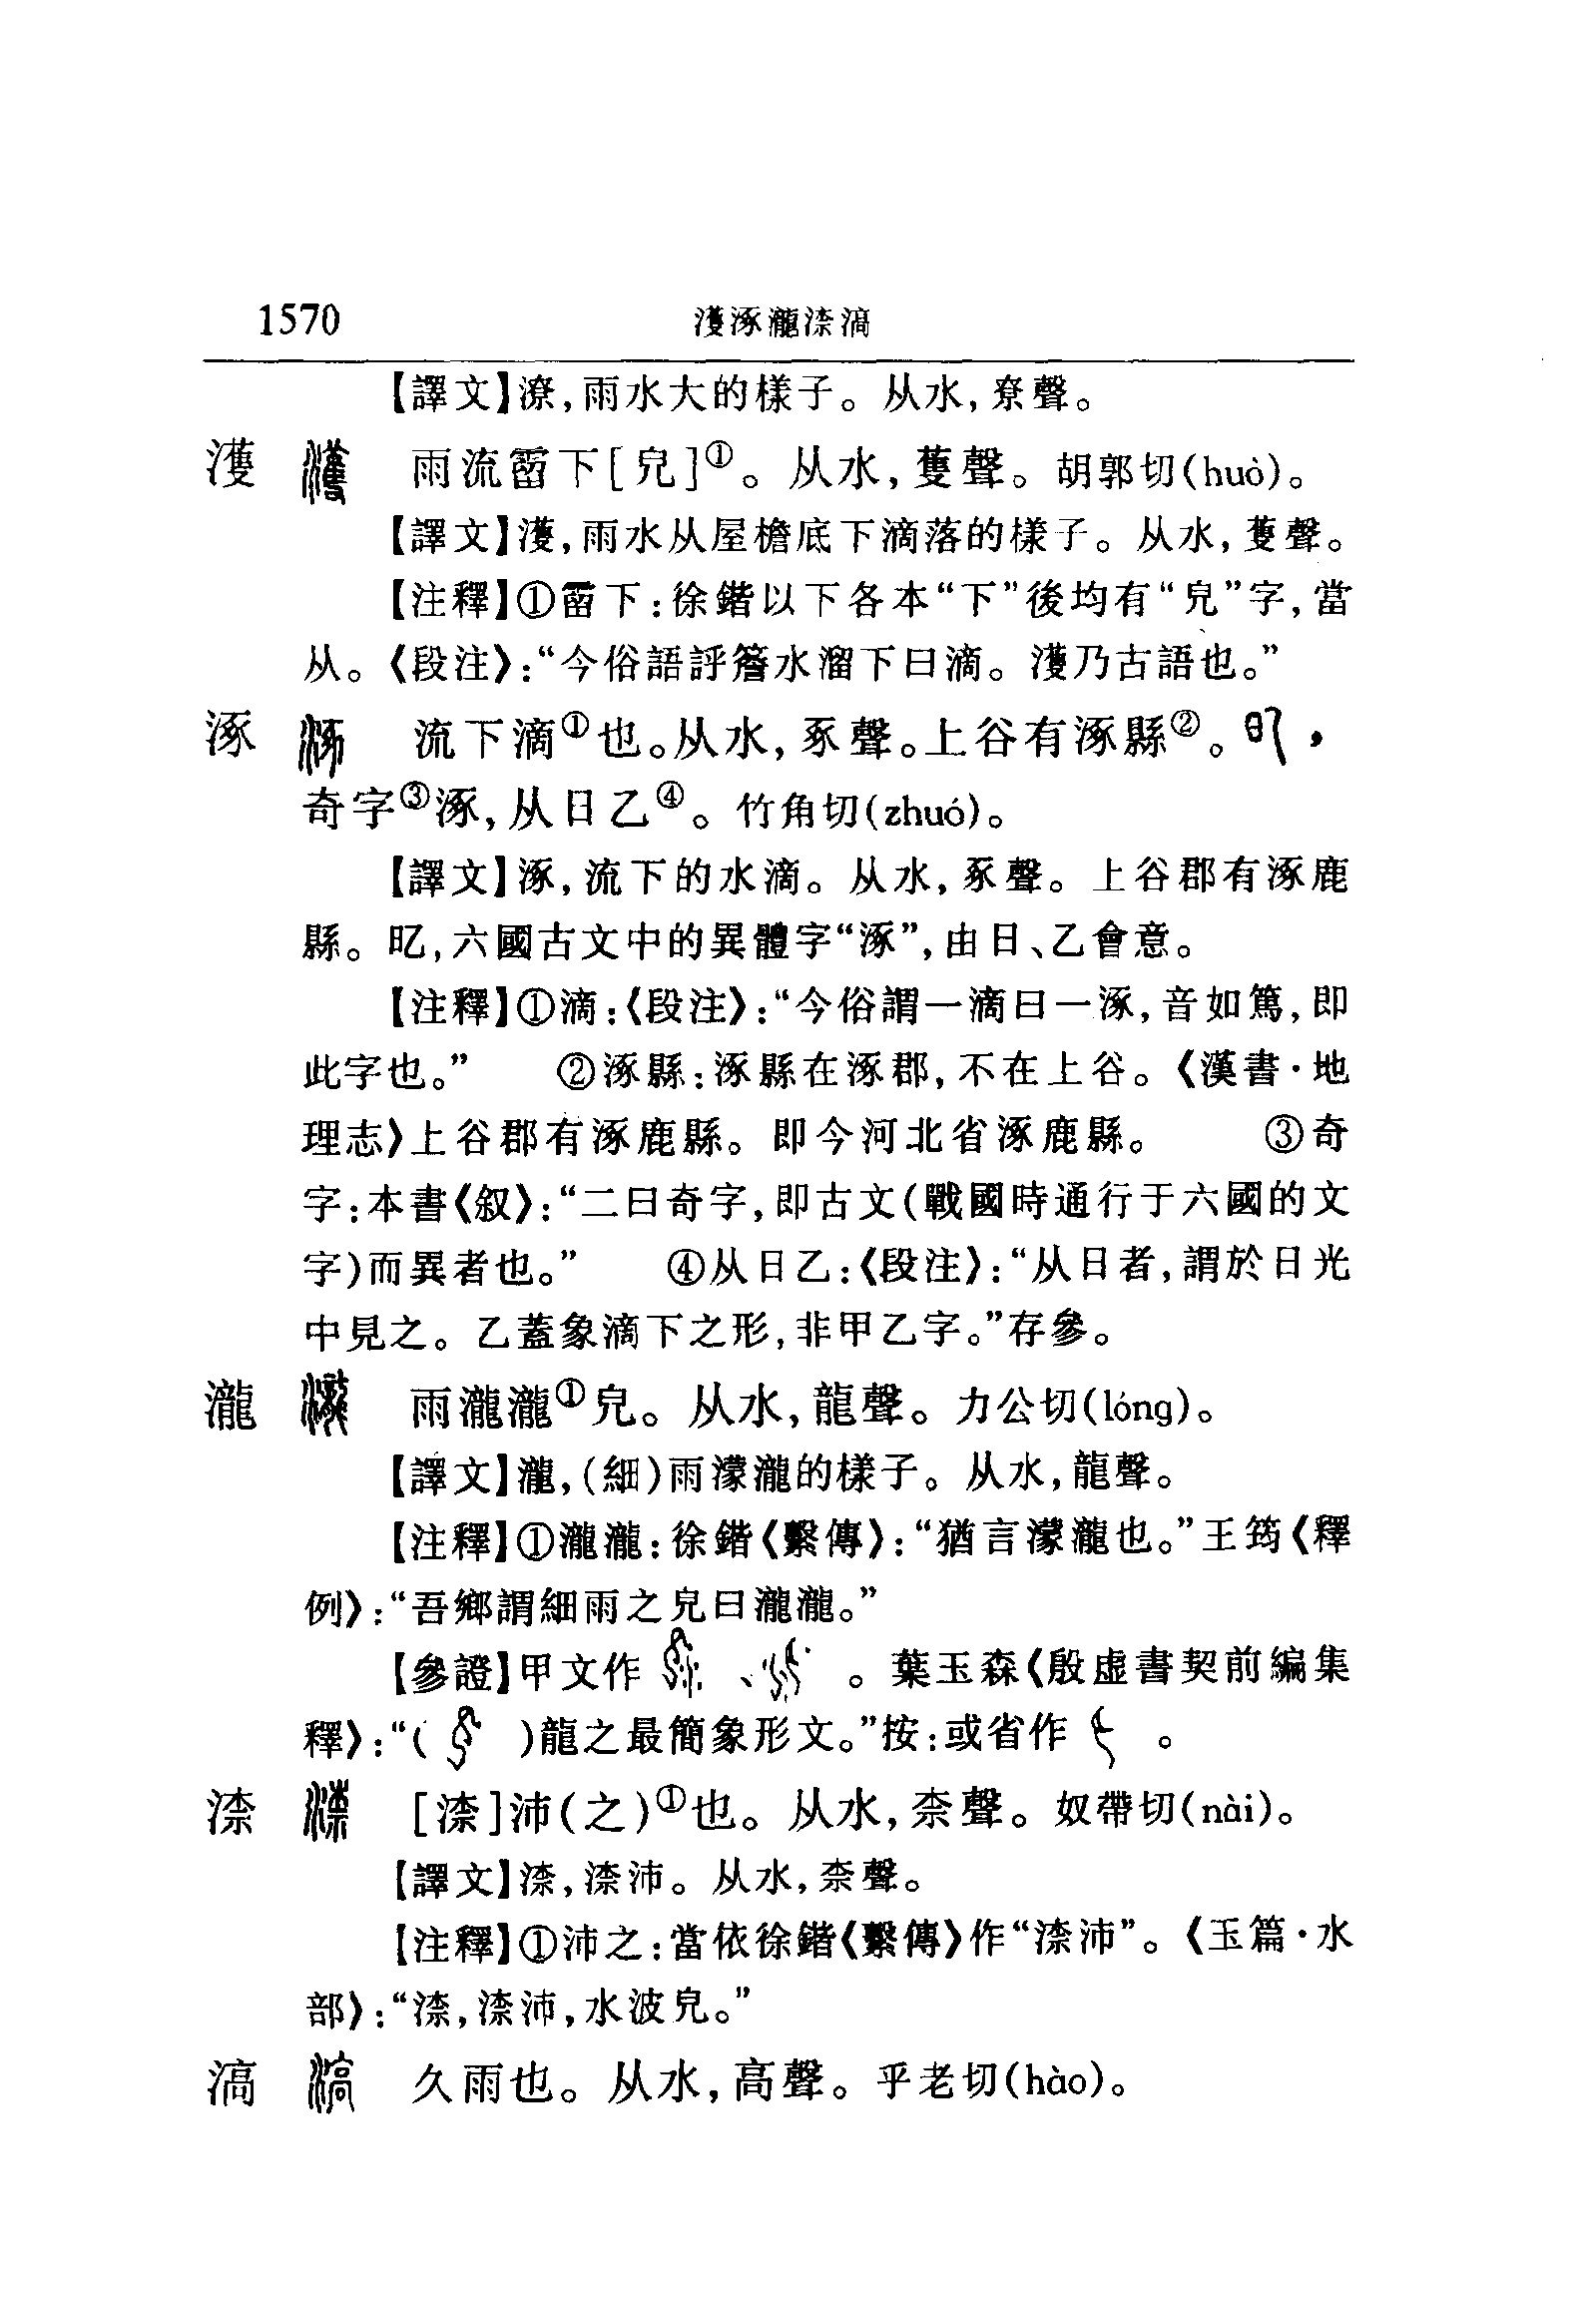 1570 濩涿瀧渿滈
【譯文】潦,雨水大的樣子。从水,尞聲。
濩 雨流霤下[皃]①。从水,蒦聲。胡郭切(huò)。
【譯文】濩,雨水从屋檐底下滴落的樣子。从水,蒦聲。
【注釋】①霤下:徐鍇以下各本“下”後均有“皃”字,當
从。《段注》:“今俗語評簷水溜下曰滴。濩乃古語也。”
涿 流下滴①也。从水,豖聲。上谷有涿縣②。,
奇字③涿,从日乙④。竹角切(zhuó)。
【譯文】涿,流下的水滴。从水,豖聲。上谷郡有涿鹿
縣。㫃,六國古文中的異體字“涿”,由日、乙會意。
【注釋】①滴:《段注》:“今俗謂一滴曰一涿,音如篤,即
此字也。” ②涿縣:涿縣在涿郡,不在上谷。《漢書·地
理志》上谷郡有涿鹿縣。即今河北省涿鹿縣。 ③奇
字:本書《叙》:“二曰奇字,即古文(戰國時通行于六國的文
字)而異者也。” ④从日乙:《段注》:“从日者,謂於日光
中見之。乙蓋象滴下之形,非甲乙字。”存參。
瀧 雨瀧瀧①皃。从水,龍聲。力公切(lóng)。
【譯文】瀧,(細)雨濛瀧的樣子。从水,龍聲。
【注釋】①瀧瀧:徐鍇《繫傳》:“猶言濛瀧也。”王筠《釋
例》:“吾鄉謂細雨之皃曰瀧瀧。”
【參證】甲文作 、 。葉玉森《殷虚書契前編集
釋》:“( )龍之最簡象形文。”按:或省作 。
渿 [渿]沛(之)①也。从水,柰聲。奴帶切(nài)。
【譯文】渿,渿沛。从水,柰聲。
【注釋】①沛之:當依徐鍇《繫傳》作“渿沛”。《玉篇·水
部》:“渿,渿沛,水波皃。”
滈 久雨也。从水,高聲。乎老切(hào)。